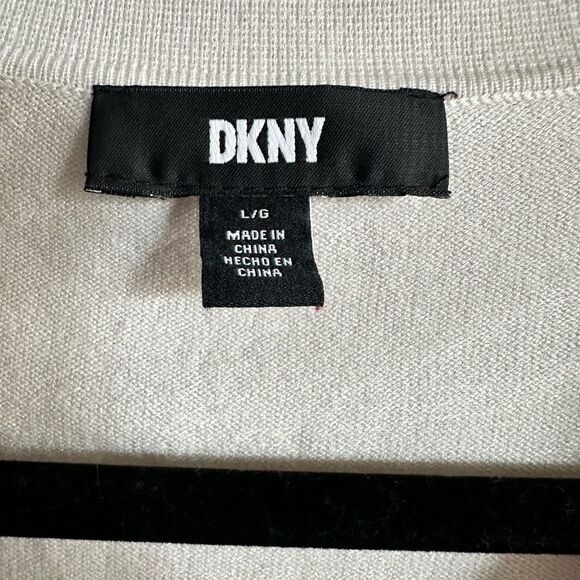 DKNY
L/G
MADE IN
CHINA
HECHO EN
CHINA